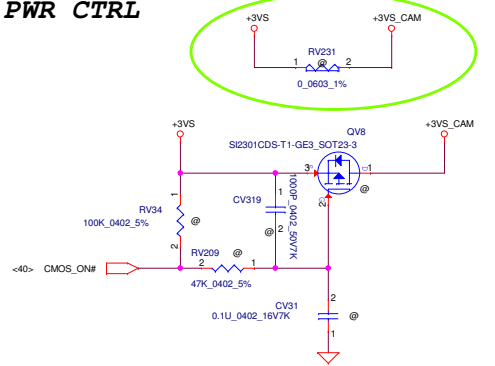 PWR CTRL
+3VS +3VS_CAM
RV231
1 @ 2
0_0603_1%
+3VS +3VS_CAM
QV8
SI2301CDS-T1-GE3_SOT23-3
3 S D 1
G 2 @
1 CV319 1
1000P_0402_50V7K
RV34
100K_0402_5% @
2 @ 2
RV209 @
<40> CMOS_ON# 2 1
47K_0402_5%
CV31 2
0.1U_0402_16V7K @
1